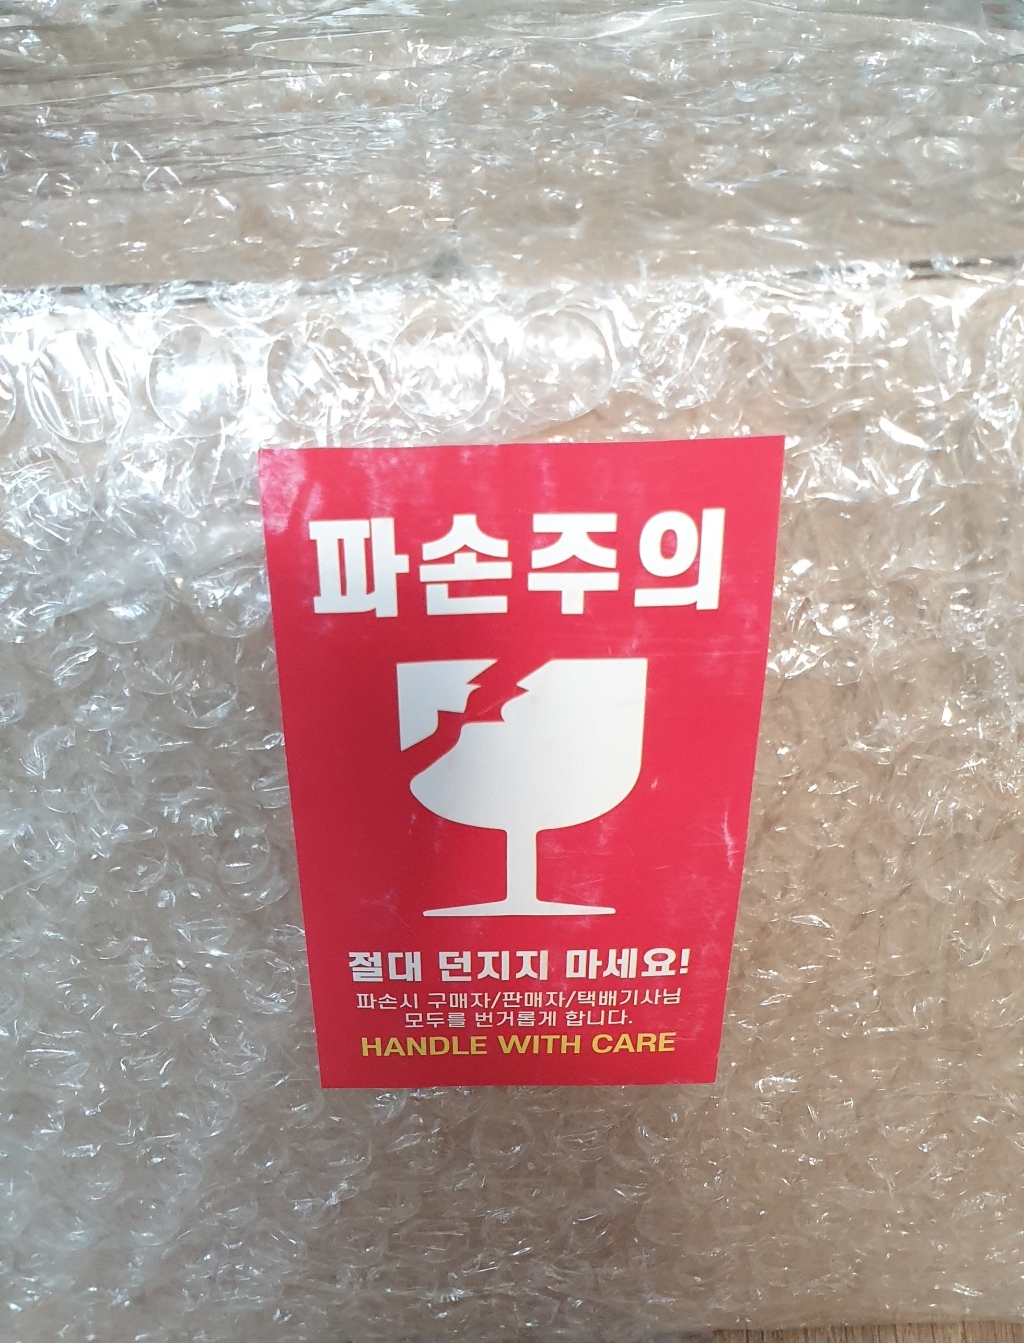 파손주의
절대 던지지 마세요!
파손시 구매자/판매자/택배기사님
모두를 번거롭게 합니다.
HANDLE WITH CARE